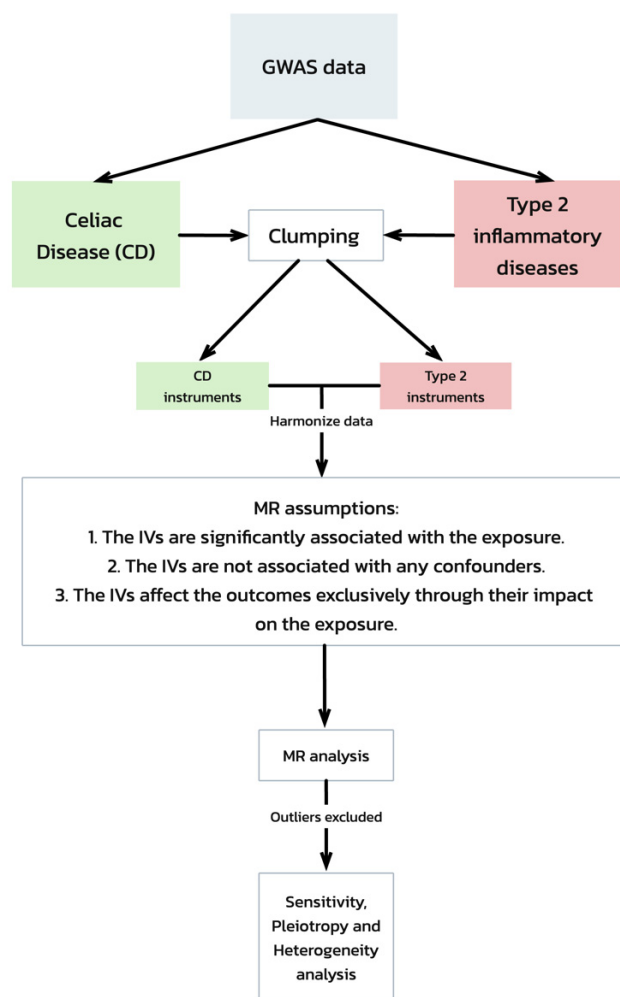 GWAS data
Celiac
Disease (CD)
Clumping
Type 2
inflammatory
diseases
CD
instruments
Type 2
instruments
Harmonize data
MR assumptions:
1. The IVs are significantly associated with the exposure.
2. The IVs are not associated with any confounders.
3. The IVs affect the outcomes exclusively through their impact
on the exposure.
MR analysis
Outliers excluded
Sensitivity,
Pleiotropy and
Heterogeneity
analysis